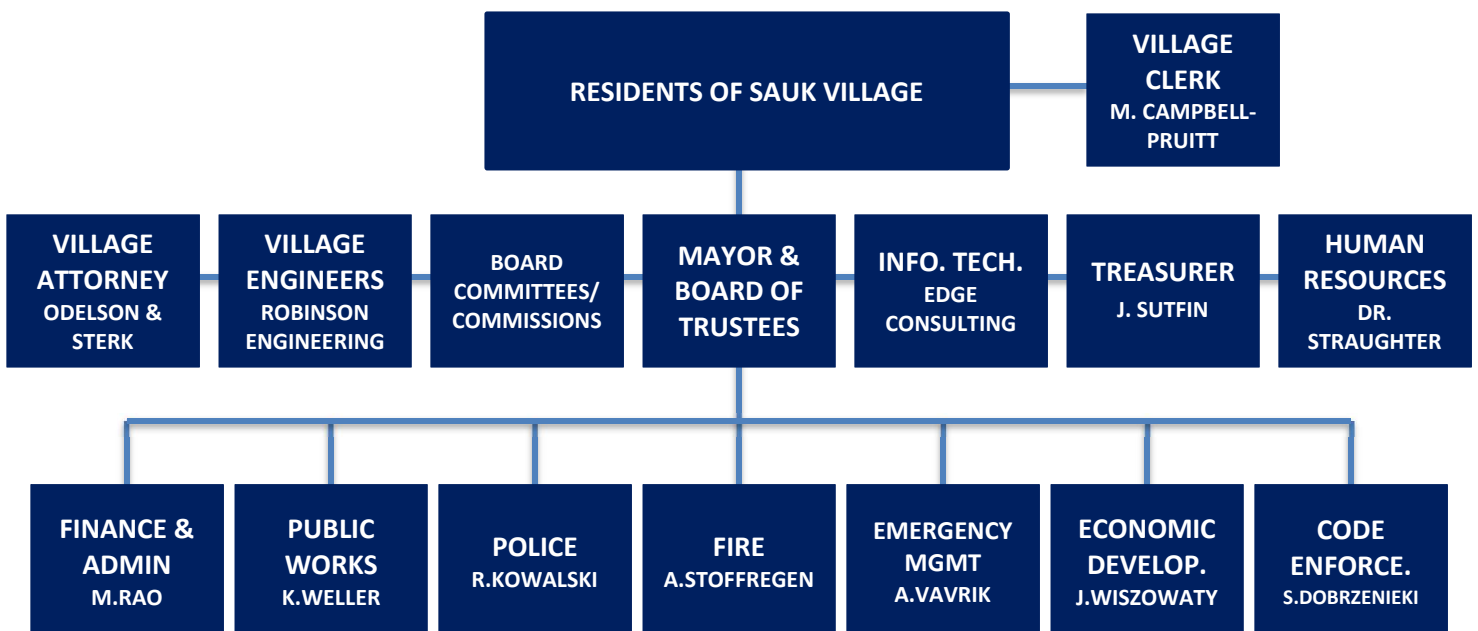 RESIDENTS OF SAUK VILLAGE
VILLAGE
CLERK
M. CAMPBELL-
PRUITT
VILLAGE
ATTORNEY
ODELSON &
STERK
VILLAGE
ENGINEERS
ROBINSON
ENGINEERING
BOARD
COMMITTEES/
COMMISSIONS
MAYOR &
BOARD OF
TRUSTEES
INFO. TECH.
EDGE
CONSULTING
TREASURER
J. SUTFIN
HUMAN
RESOURCES
DR.
STRAUGHTER
FINANCE &
ADMIN
M.RAO
PUBLIC
WORKS
K.WELLER
POLICE
R.KOWALSKI
FIRE
A.STOFFREGEN
EMERGENCY
MGMT
A.VAVRIK
ECONOMIC
DEVELOP.
J.WISZOWATY
CODE
ENFORCE.
S.DOBRZENIEKI